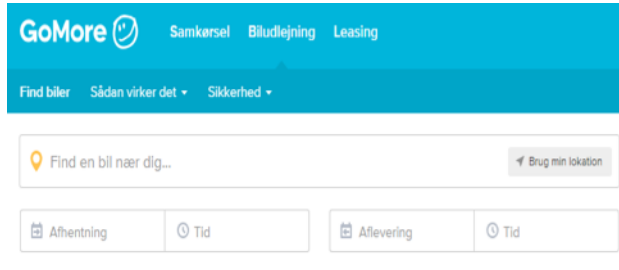 GoMore Samkørsel Biludlejning Leasing
Find biler Sådan virker det Sikkerhed
Find en bil nær dig... Brug min lokation
Afhentning Tid Aflevering Tid